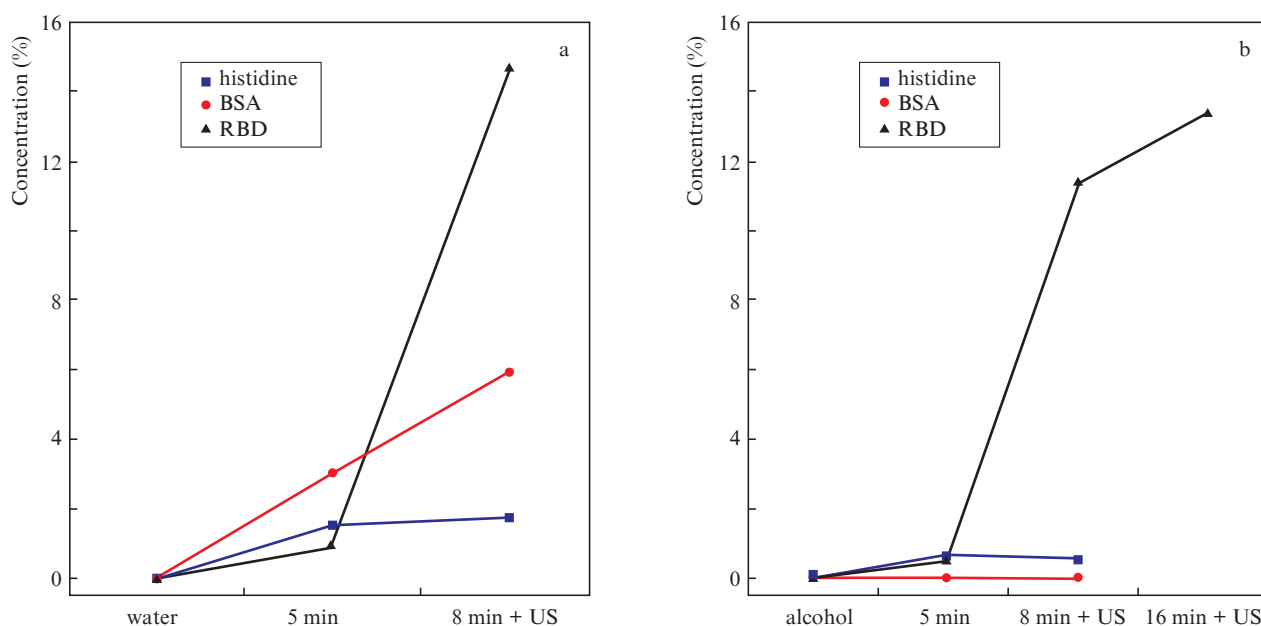 a
Concentration (%)
16
12
8
4
0
histidine
BSA
RBD
water 5 min 8 min + US
b
Concentration (%)
16
12
8
4
0
histidine
BSA
RBD
alcohol 5 min 8 min + US 16 min + US